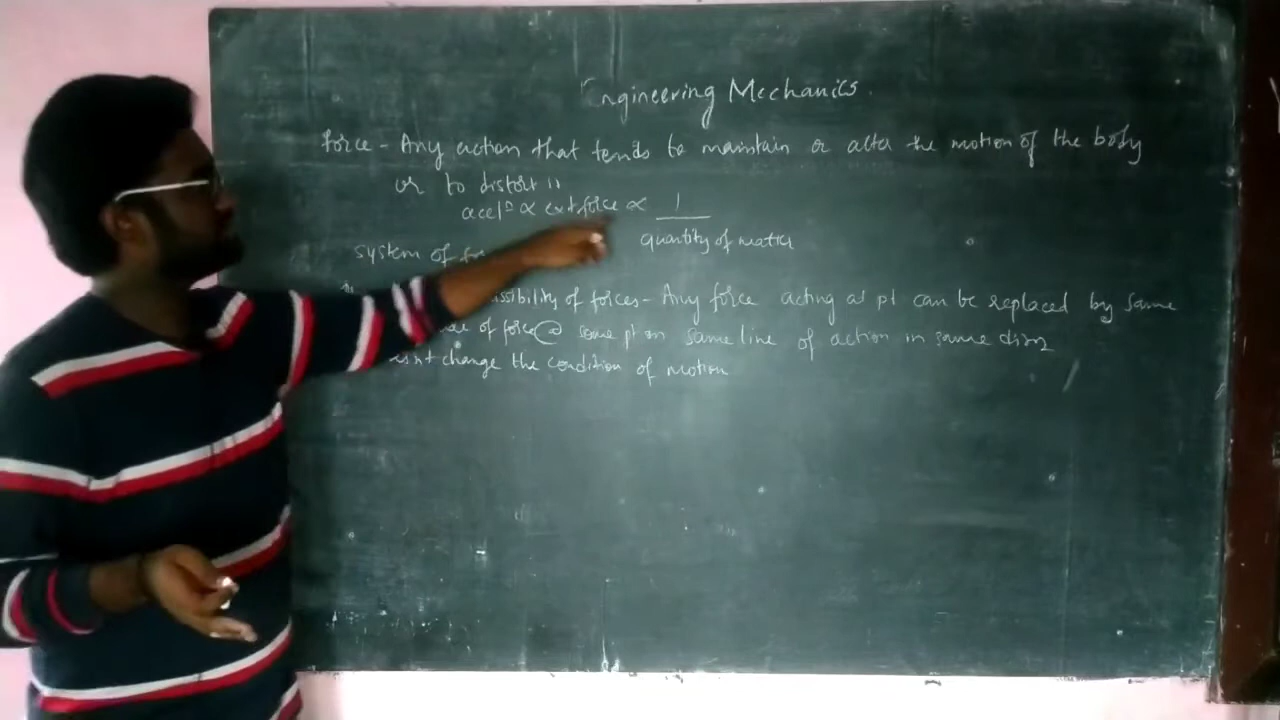 Engineering Mechanics.
force - Any action that tends to maintain or alter the motion of the body
or to distort it
accelⁿ ∝ ext force ∝ 1
quantity of matter
system of
of forces - Any force acting at pt can be replaced by same
of force @ some pt on same line of action in same dirn
change the condition of motion